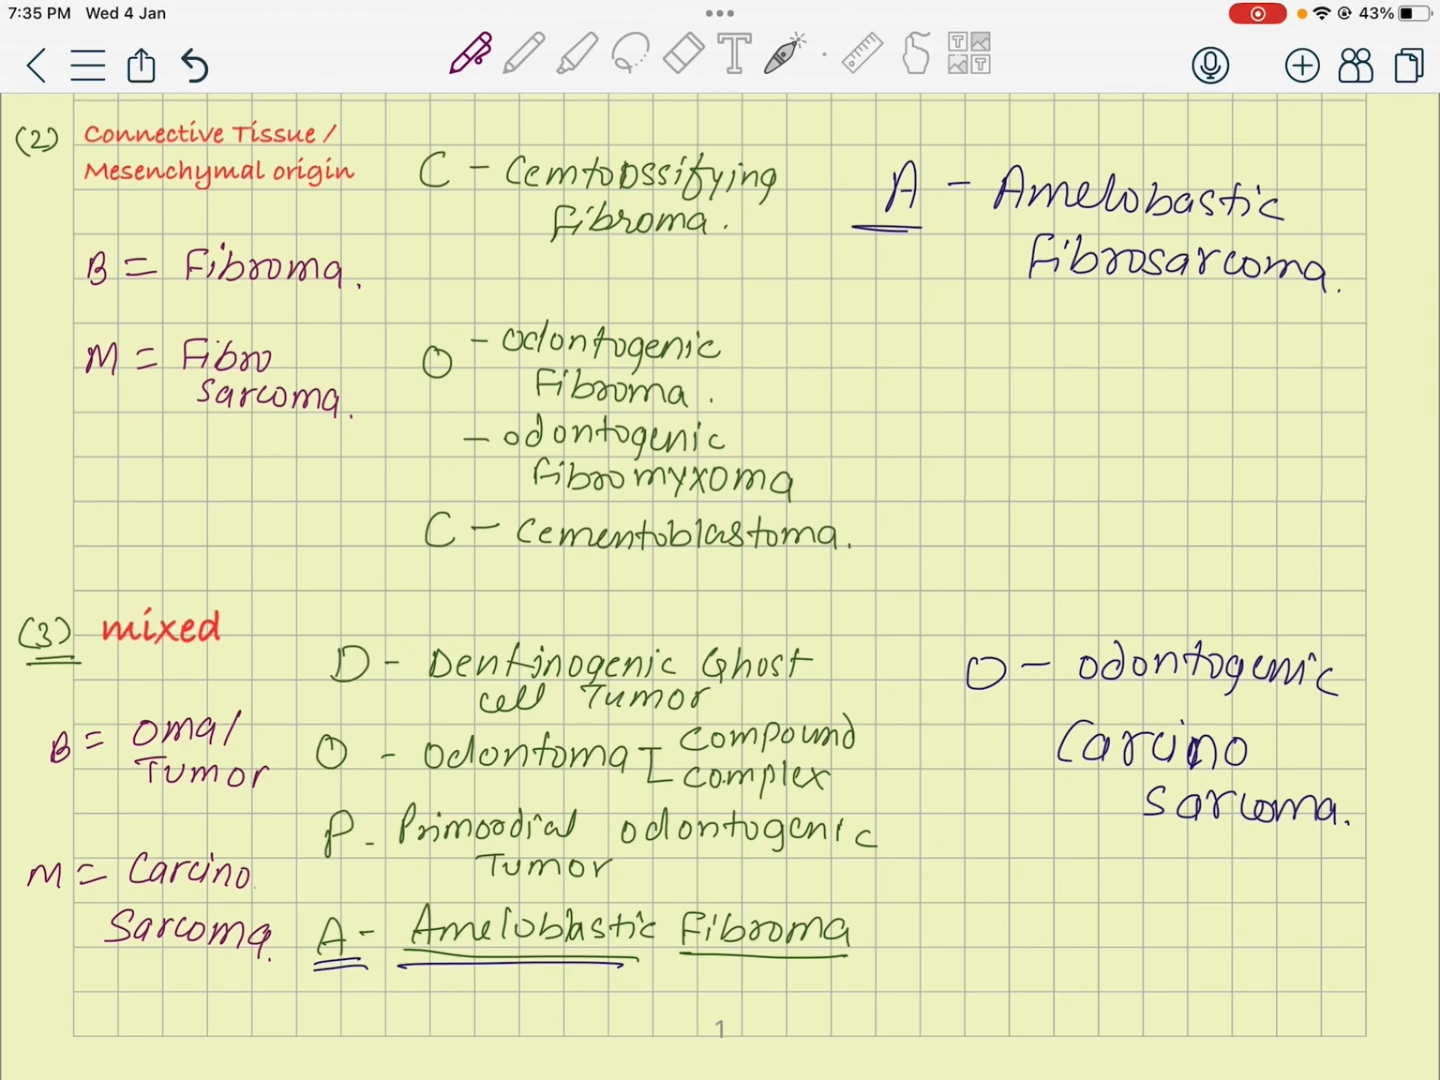 7:35 PM Wed 4 Jan
43%
(2) Connective Tissue /
Mesenchymal origin
B = Fibroma.
M = Fibro
Sarcoma.
C - Cemtoossifying
Fibroma.
O - odontogenic
Fibroma.
- odontogenic
Fibromyxoma
C - Cementoblastoma.
A - Amelobastic
Fibrosarcoma.
(3) mixed
B = oma/
Tumor
M = Carcino
Sarcoma.
D - Dentinogenic Ghost
cell Tumor
O - Odontoma [ compound
complex
P - Primordial odontogenic
Tumor
A - Ameloblastic Fibroma
O - odontogenic
Carcino
sarcoma.
1